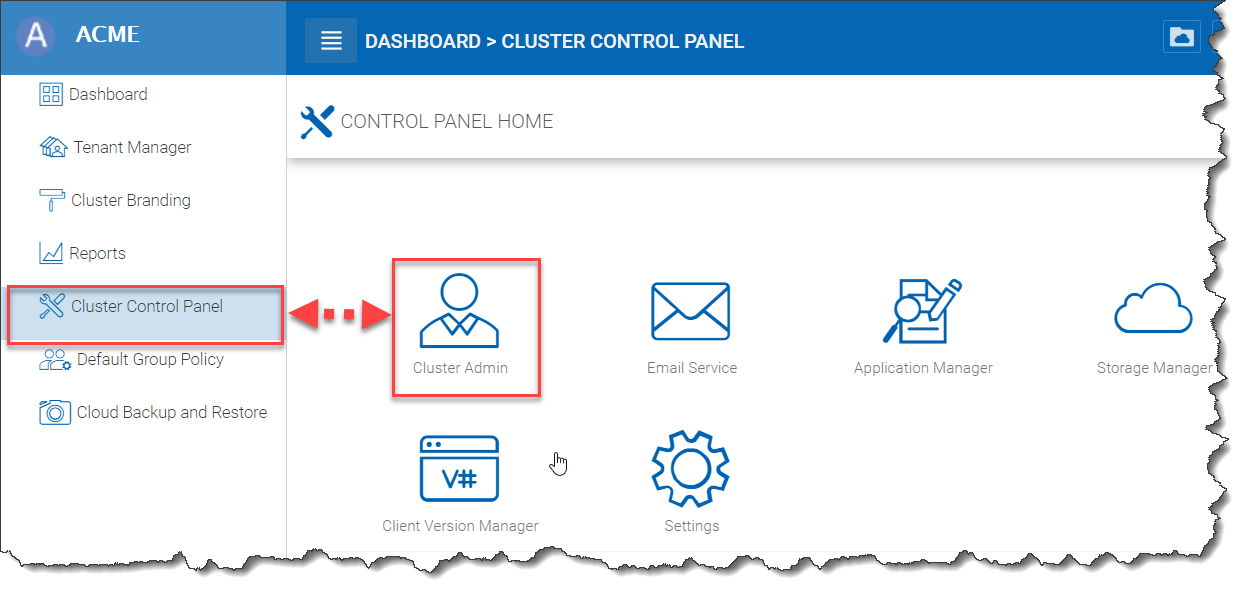 A ACME
DASHBOARD > CLUSTER CONTROL PANEL
Dashboard
Tenant Manager
Cluster Branding
Reports
Cluster Control Panel
Default Group Policy
Cloud Backup and Restore
CONTROL PANEL HOME
Cluster Admin
Email Service
Application Manager
Storage Manager
V#
Client Version Manager
Settings